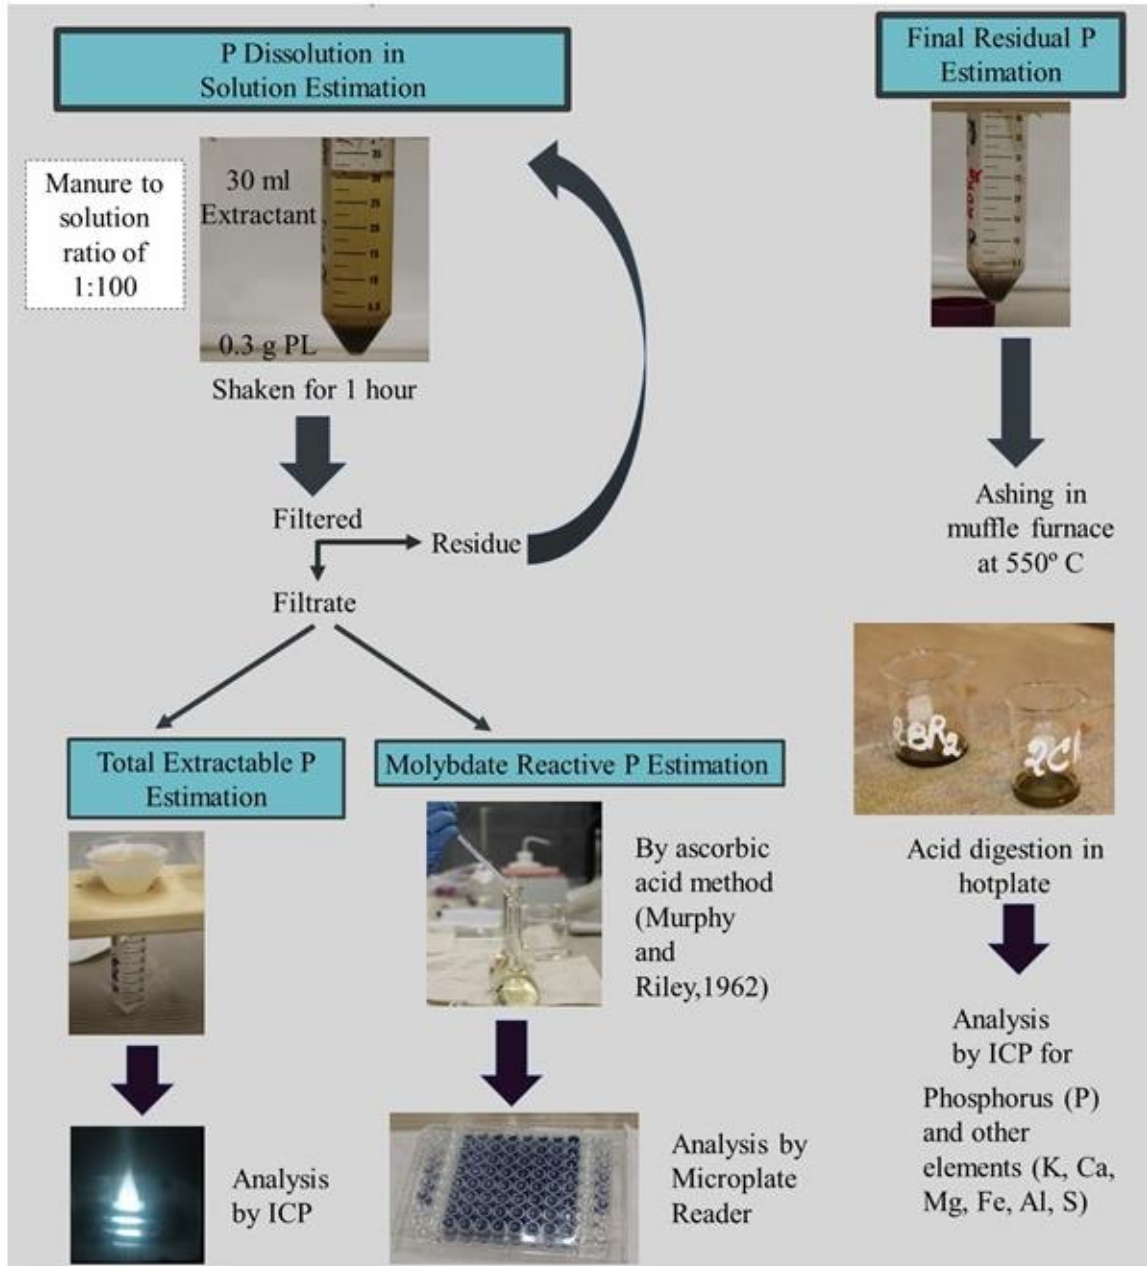 P Dissolution in
Solution Estimation
Manure to
solution
ratio of
1:100
30 ml
Extractant
0.3 g PL
Shaken for 1 hour
Filtered
Residue
Filtrate
Total Extractable P
Estimation
Analysis
by ICP
Molybdate Reactive P Estimation
By ascorbic
acid method
(Murphy
and
Riley,1962)
Analysis by
Microplate
Reader
Final Residual P
Estimation
Ashing in
muffle furnace
at 550º C
2BR2
2Cl
Acid digestion in
hotplate
Analysis
by ICP for
Phosphorus (P)
and other
elements (K, Ca,
Mg, Fe, Al, S)